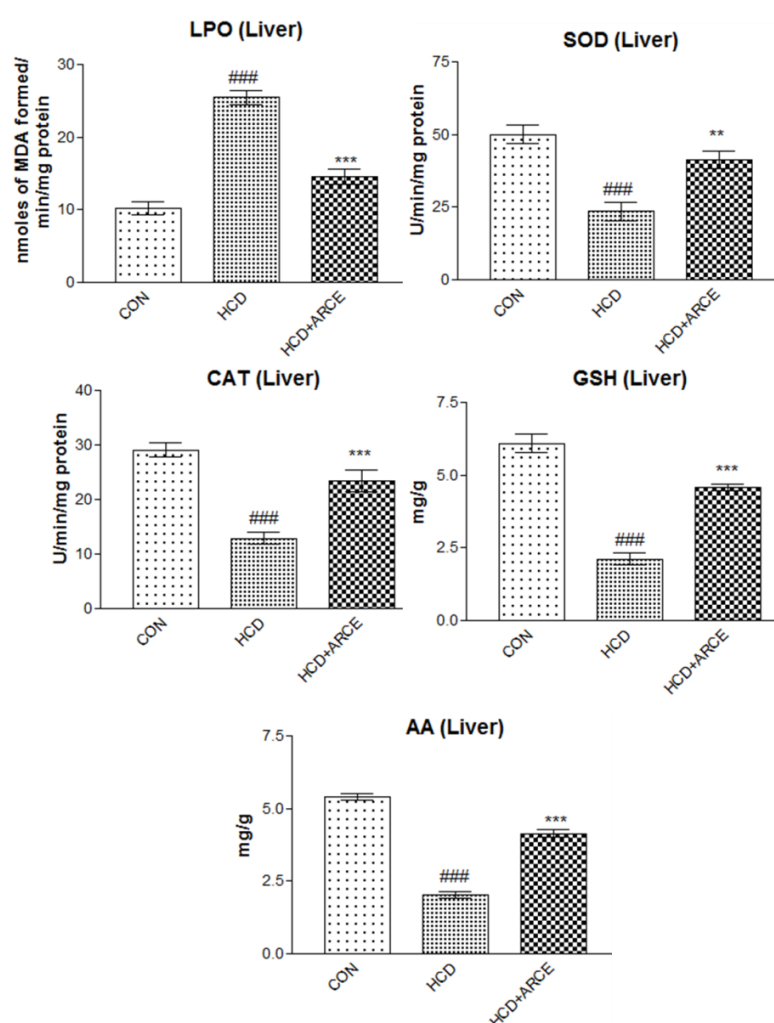 LPO (Liver)
nmoles of MDA formed/
min/mg protein
30
20
10
0
###
***
CON
HCD
HCD+ARCE
SOD (Liver)
U/min/mg protein
75
50
25
0
###
**
CON
HCD
HCD+ARCE
CAT (Liver)
U/min/mg protein
40
30
20
10
0
###
***
CON
HCD
HCD+ARCE
GSH (Liver)
mg/g
7.5
5.0
2.5
0.0
###
***
CON
HCD
HCD+ARCE
AA (Liver)
mg/g
7.5
5.0
2.5
0.0
###
***
CON
HCD
HCD+ARCE